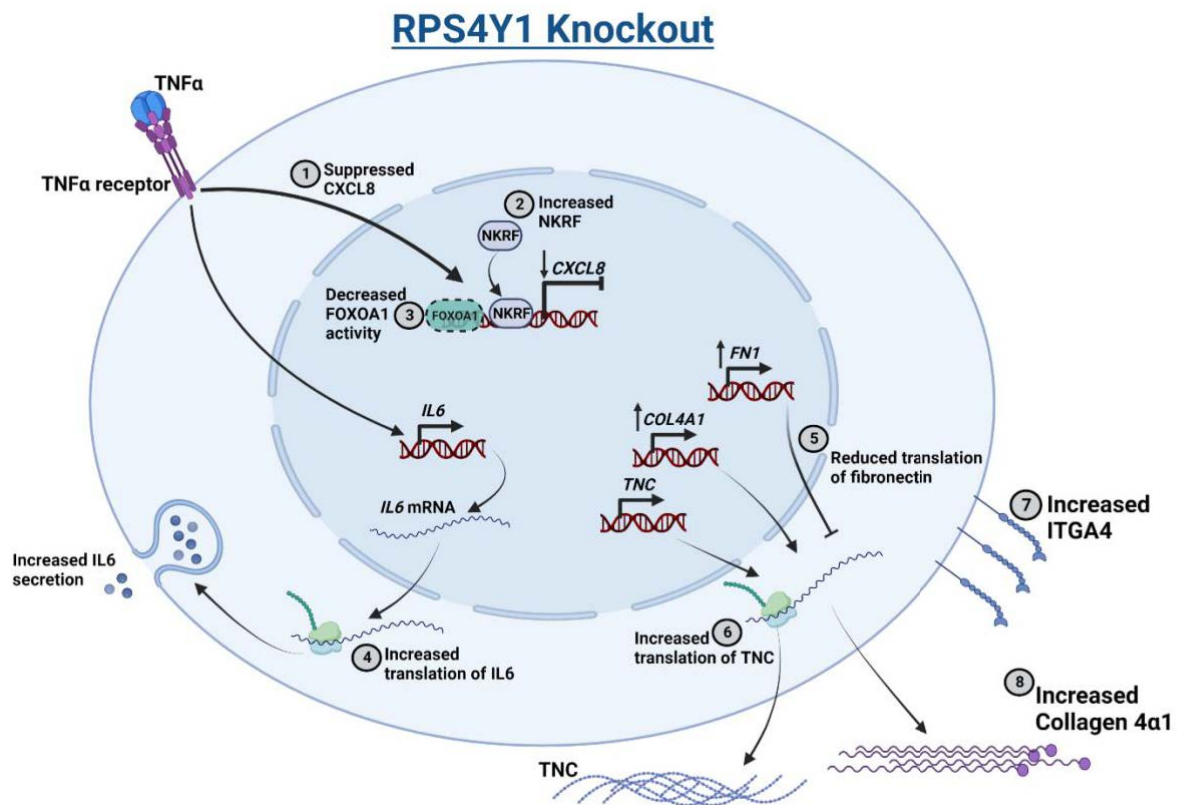 RPS4Y1 Knockout
TNFα
TNFα receptor
1 Suppressed
CXCL8
2 Increased
NKRF
NKRF
CXCL8
Decreased
FOXOA1 3
activity
FOXOA1
NKRF
FN1
IL6
COL4A1
5
Reduced translation
of fibronectin
TNC
IL6 mRNA
7 Increased
ITGA4
Increased IL6
secretion
4 Increased
translation of IL6
Increased 6
translation of TNC
8
Increased
Collagen 4α1
TNC